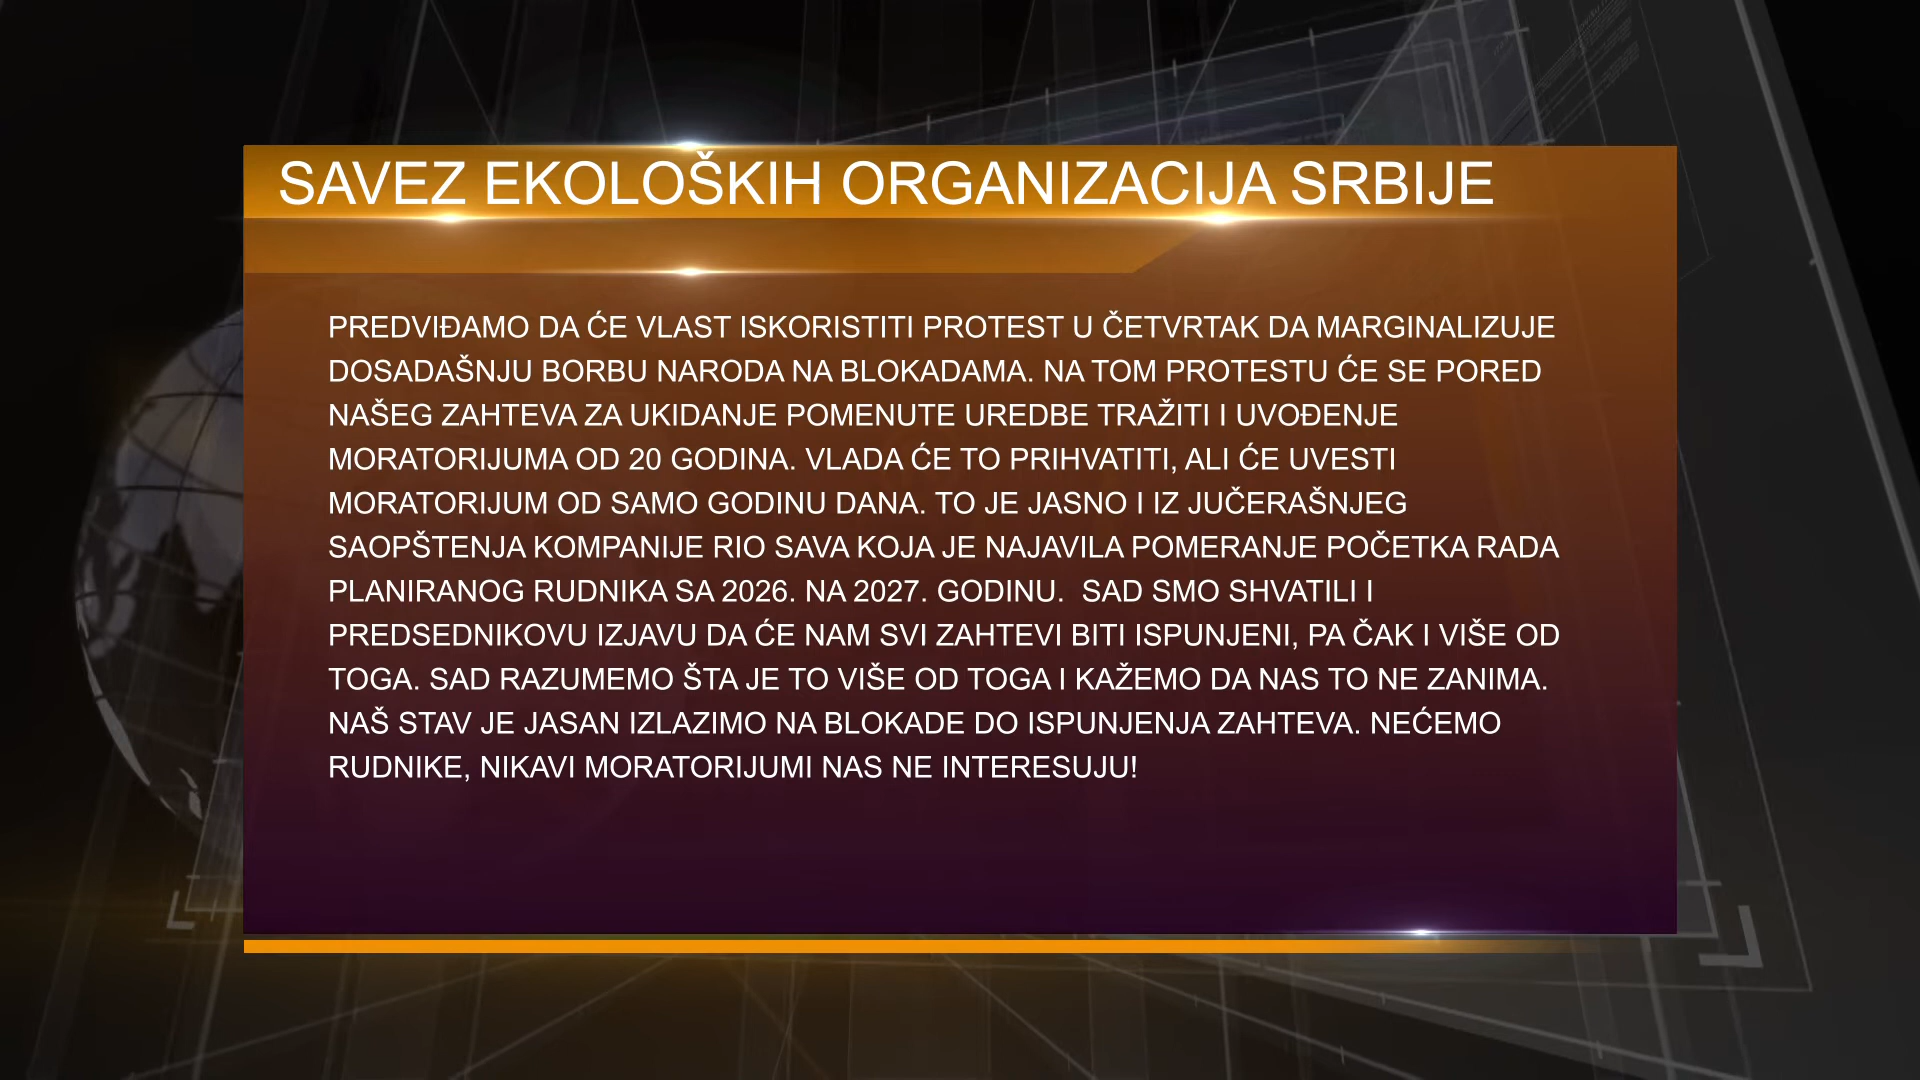 SAVEZ EKOLOŠKIH ORGANIZACIJA SRBIJE
PREDVIĐAMO DA ĆE VLAST ISKORISTITI PROTEST U ČETVRTAK DA MARGINALIZUJE
DOSADAŠNJU BORBU NARODA NA BLOKADAMA. NA TOM PROTESTU ĆE SE PORED
NAŠEG ZAHTEVA ZA UKIDANJE POMENUTE UREDBE TRAŽITI I UVOĐENJE
MORATORIJUMA OD 20 GODINA. VLADA ĆE TO PRIHVATITI, ALI ĆE UVESTI
MORATORIJUM OD SAMO GODINU DANA. TO JE JASNO I IZ JUČERAŠNJEG
SAOPŠTENJA KOMPANIJE RIO SAVA KOJA JE NAJAVILA POMERANJE POČETKA RADA
PLANIRANOG RUDNIKA SA 2026. NA 2027. GODINU.  SAD SMO SHVATILI I
PREDSEDNIKOVU IZJAVU DA ĆE NAM SVI ZAHTEVI BITI ISPUNJENI, PA ČAK I VIŠE OD
TOGA. SAD RAZUMEMO ŠTA JE TO VIŠE OD TOGA I KAŽEMO DA NAS TO NE ZANIMA.
NAŠ STAV JE JASAN IZLAZIMO NA BLOKADE DO ISPUNJENJA ZAHTEVA. NEĆEMO
RUDNIKE, NIKAVI MORATORIJUMI NAS NE INTERESUJU!